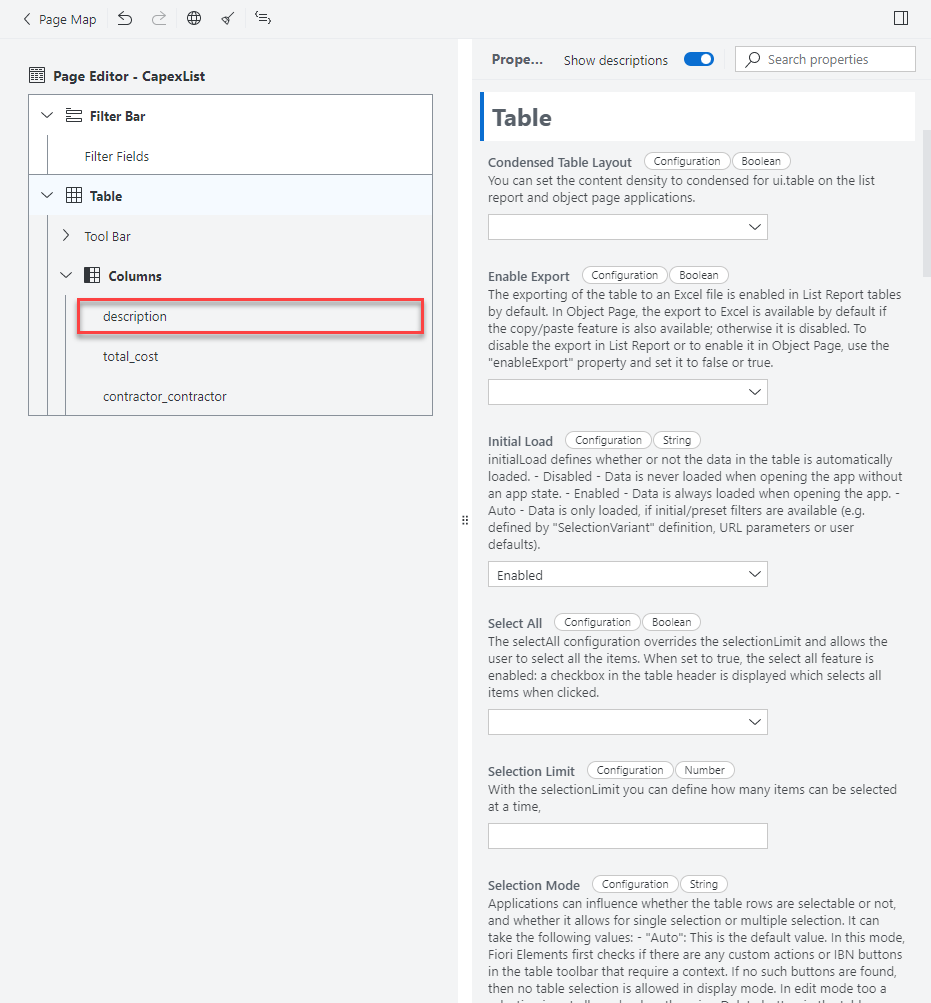 Page Map
Prope...
Show descriptions
Search properties
Page Editor - CapexList
Filter Bar
Filter Fields
Table
Tool Bar
Columns
description
total_cost
contractor_contractor
Table
Condensed Table Layout Configuration Boolean
You can set the content density to condensed for ui.table on the list
report and object page applications.
Enable Export Configuration Boolean
The exporting of the table to an Excel file is enabled in List Report tables
by default. In Object Page, the export to Excel is available by default if
the copy/paste feature is also available; otherwise it is disabled. To
disable the export in List Report or to enable it in Object Page, use the
"enableExport" property and set it to false or true.
Initial Load Configuration String
initialLoad defines whether or not the data in the table is automatically
loaded. - Disabled - Data is never loaded when opening the app without
an app state. - Enabled - Data is always loaded when opening the app. -
Auto - Data is only loaded, if initial/preset filters are available (e.g.
defined by "SelectionVariant" definition, URL parameters or user
defaults).
Enabled
Select All Configuration Boolean
The selectAll configuration overrides the selectionLimit and allows the
user to select all the items. When set to true, the select all feature is
enabled: a checkbox in the table header is displayed which selects all
items when clicked.
Selection Limit Configuration Number
With the selectionLimit you can define how many items can be selected
at a time,
Selection Mode Configuration String
Applications can influence whether the table rows are selectable or not,
and whether it allows for single selection or multiple selection. It can
take the following values: - "Auto": This is the default value. In this mode,
Fiori Elements first checks if there are any custom actions or IBN buttons
in the table toolbar that require a context. If no such buttons are found,
then no table selection is allowed in display mode. In edit mode too a